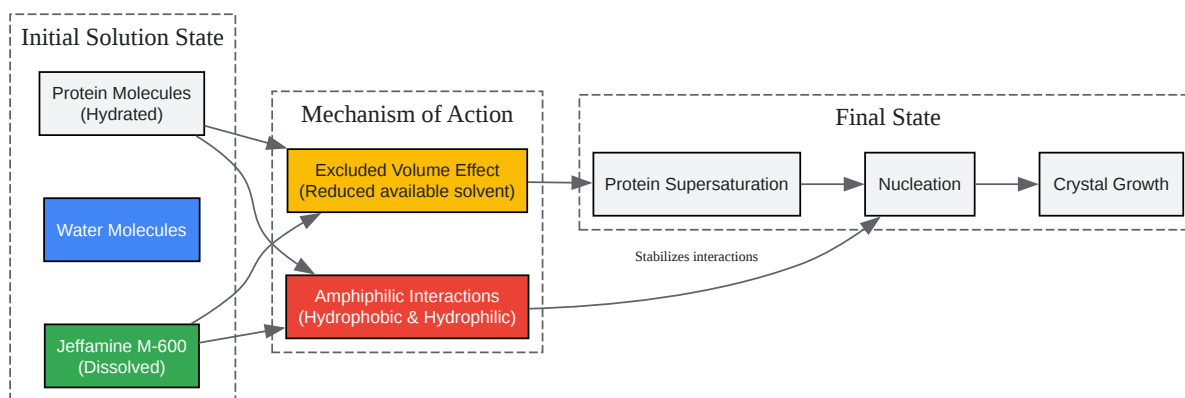 Initial Solution State
Protein Molecules
(Hydrated)
Water Molecules
Jeffamine M-600
(Dissolved)
Mechanism of Action
Excluded Volume Effect
(Reduced available solvent)
Amphiphilic Interactions
(Hydrophobic & Hydrophilic)
Final State
Protein Supersaturation
Nucleation
Crystal Growth
Stabilizes interactions